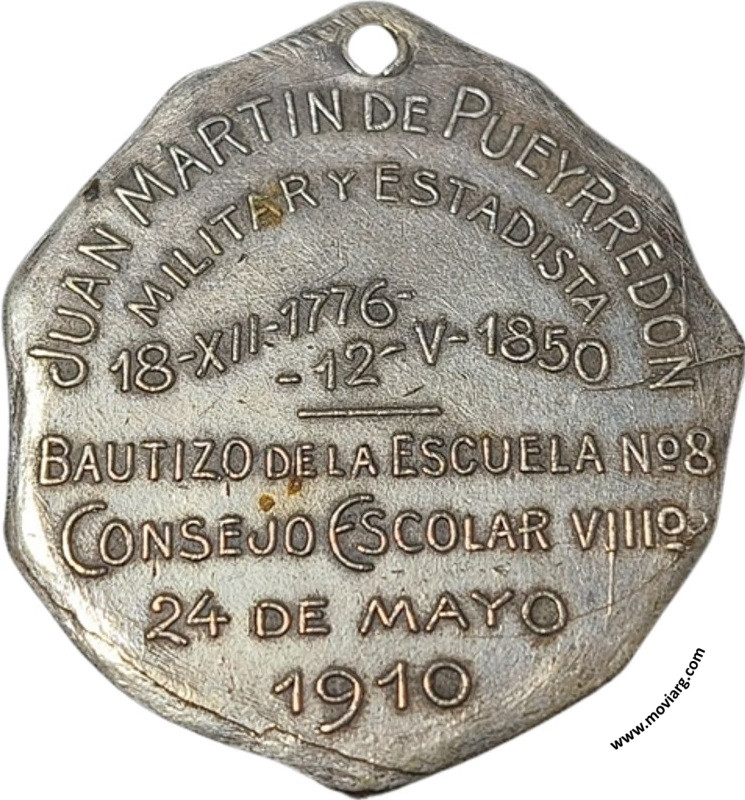 JUAN MARTIN DE PUEYRREDON
MILITAR Y ESTADISTA
18-XII-1776-
-12-V-1850
BAUTIZO DE LA ESCUELA Nº8
CONSEJO ESCOLAR VIIIº
24 DE MAYO
1910
www.moviarg.com